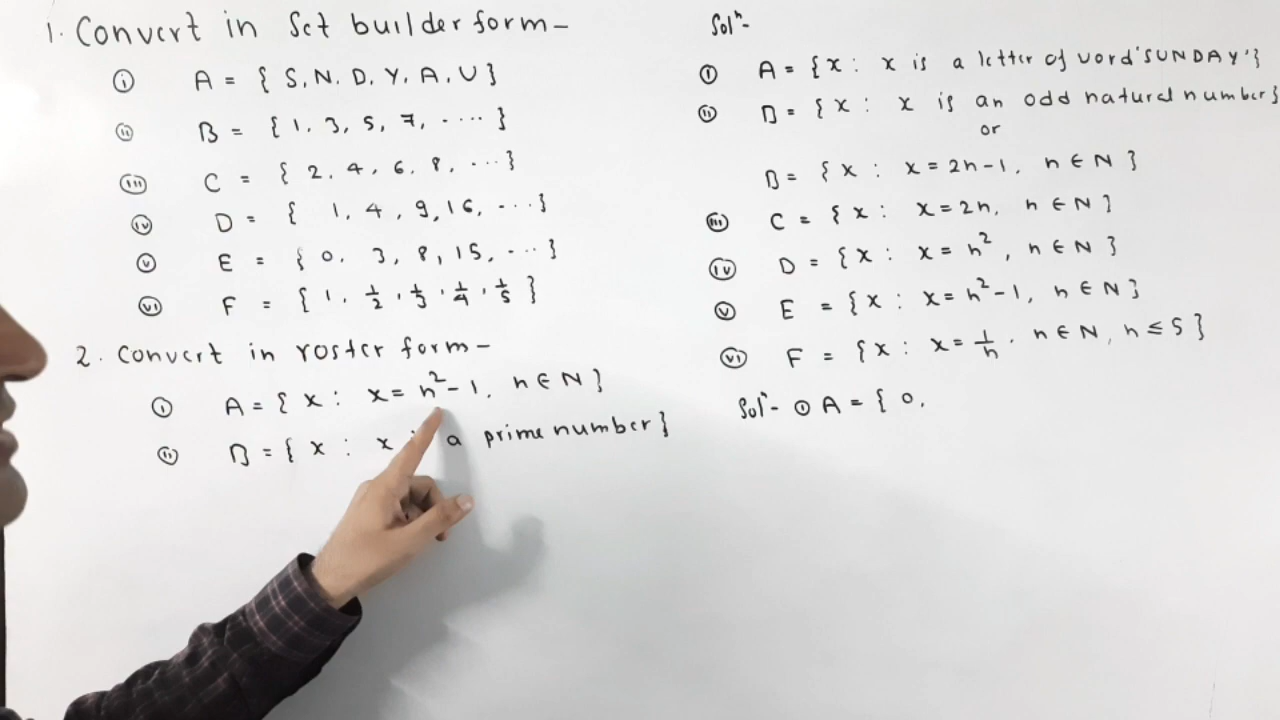 1. Convert in Set builder form –
(i) A = { S, N, D, Y, A, U }
(ii) B = { 1, 3, 5, 7, .... }
(iii) C = { 2, 4, 6, 8, ... }
(iv) D = { 1, 4, 9, 16, ... }
(v) E = { 0, 3, 8, 15, ... }
(vi) F = { 1, 1/2, 1/3, 1/4, 1/5 }
2. Convert in roster form –
(i) A = { x : x = n² – 1, n ∈ N }
(ii) B = { x : x a prime number }
Solⁿ-
(i) A = { x : x is a letter of word 'SUNDAY' }
(ii) B = { x : x is an odd natural number }
or
B = { x : x = 2n – 1, n ∈ N }
(iii) C = { x : x = 2n, n ∈ N }
(iv) D = { x : x = n², n ∈ N }
(v) E = { x : x = n² – 1, n ∈ N }
(vi) F = { x : x = 1/n, n ∈ N, n ≤ 5 }
Solⁿ- (i) A = { 0,